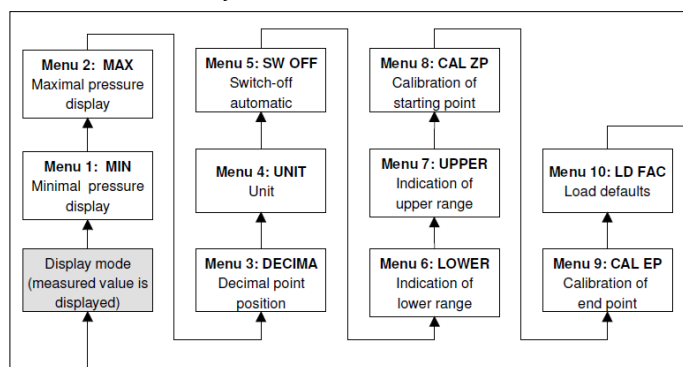 Menu 2: MAX
Maximal pressure
display
Menu 1: MIN
Minimal pressure
display
Display mode
(measured value is
displayed)
Menu 5: SW OFF
Switch-off
automatic
Menu 4: UNIT
Unit
Menu 3: DECIMA
Decimal point
position
Menu 8: CAL ZP
Calibration of
starting point
Menu 7: UPPER
Indication of
upper range
Menu 6: LOWER
Indication of
lower range
Menu 10: LD FAC
Load defaults
Menu 9: CAL EP
Calibration of
end point